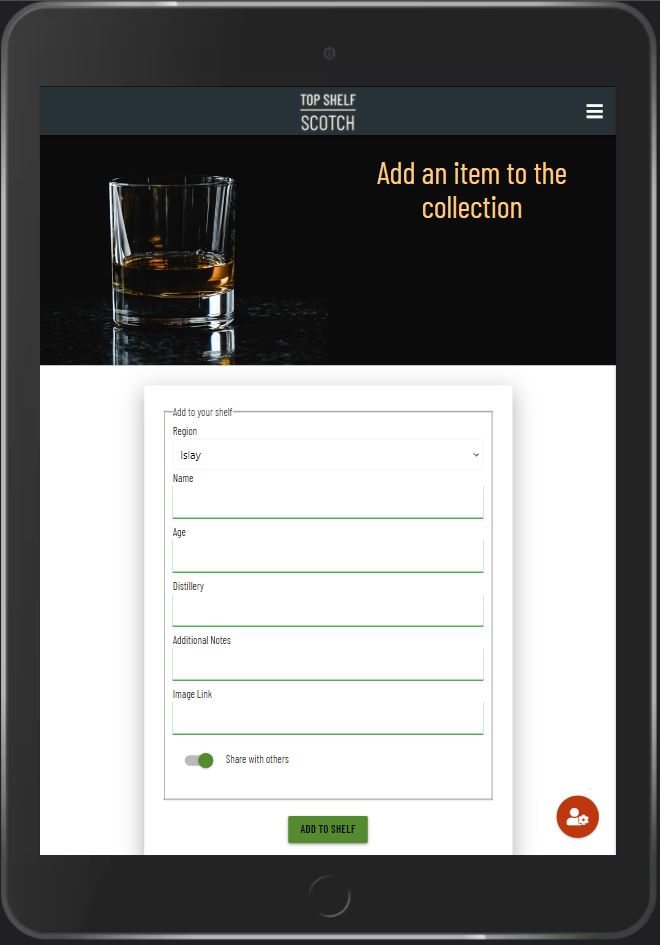 TOP SHELF
SCOTCH
Add an item to the
collection
Add to your shelf
Region
Islay
Name
Age
Distillery
Additional Notes
Image Link
Share with others
ADD TO SHELF